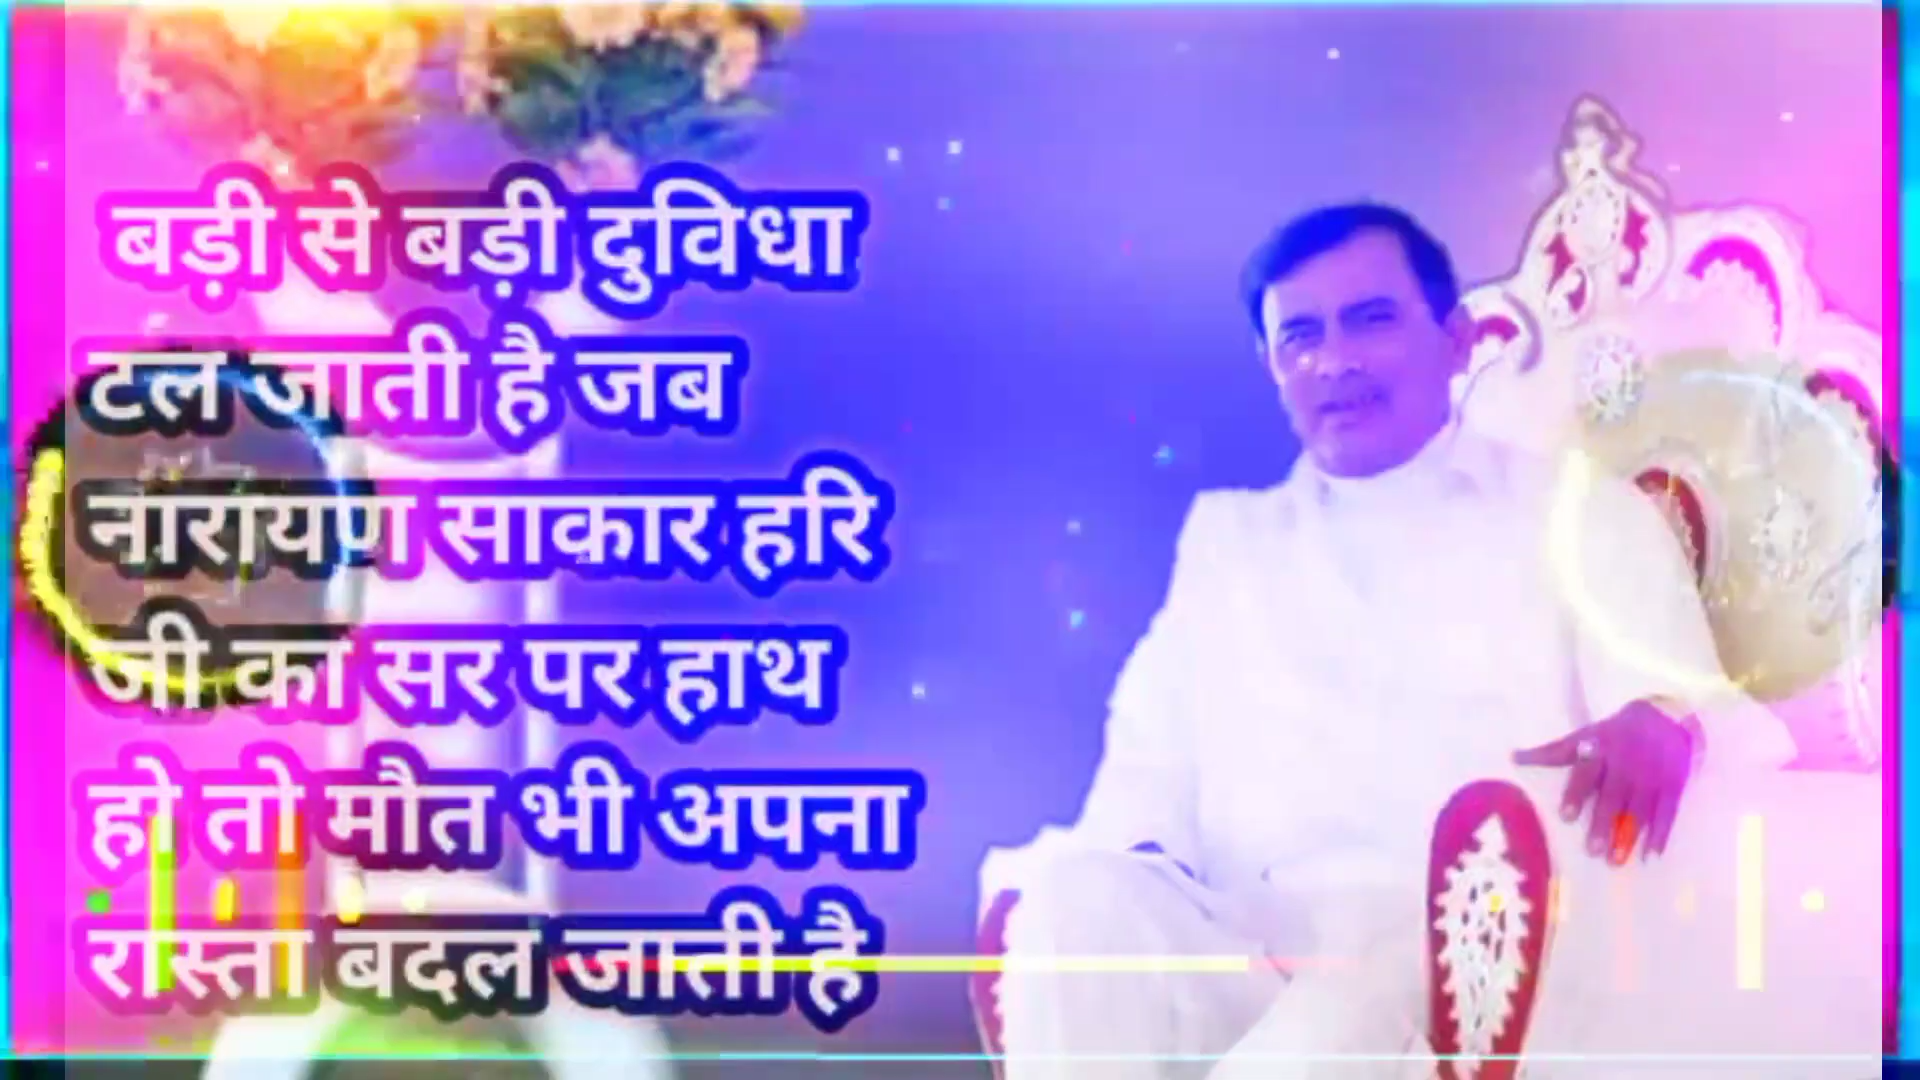 बड़ी से बड़ी दुविधा
टल जाती है जब
नारायण साकार हरि
जी का सर पर हाथ
हो तो मौत भी अपना
रास्ता बदल जाती है